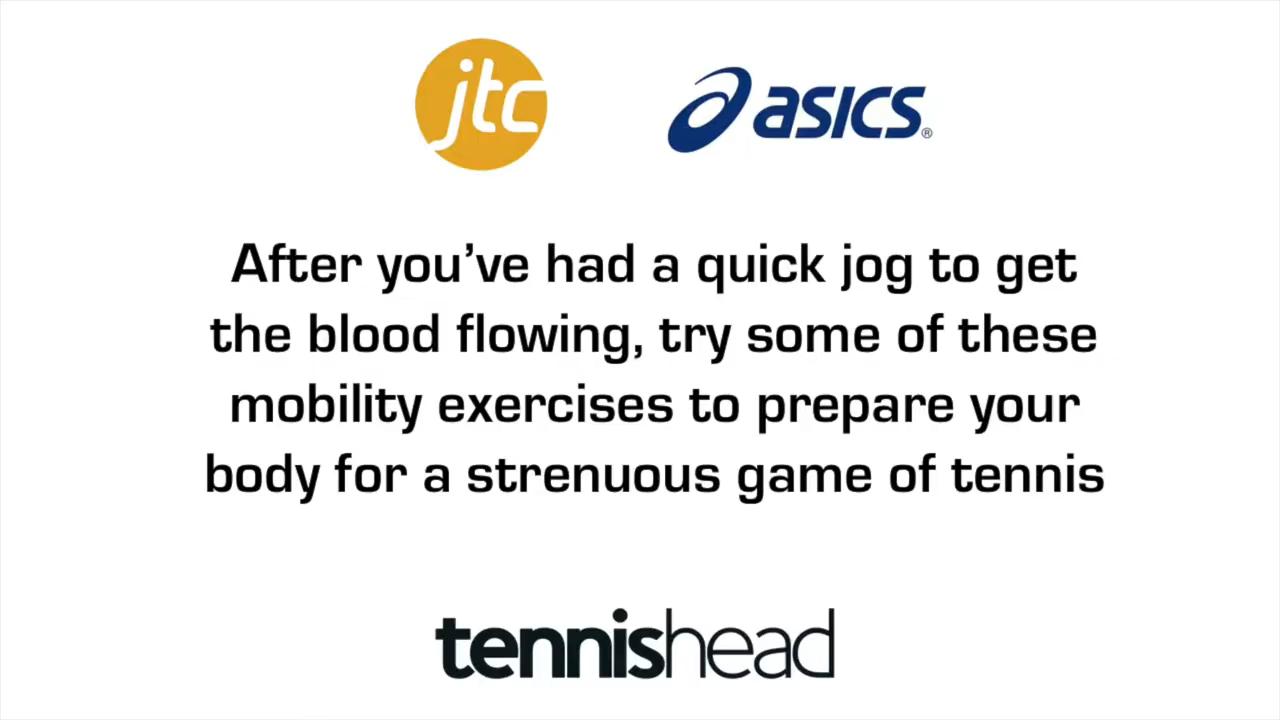 jtc
asics®
After you’ve had a quick jog to get
the blood flowing, try some of these
mobility exercises to prepare your
body for a strenuous game of tennis
tennishead